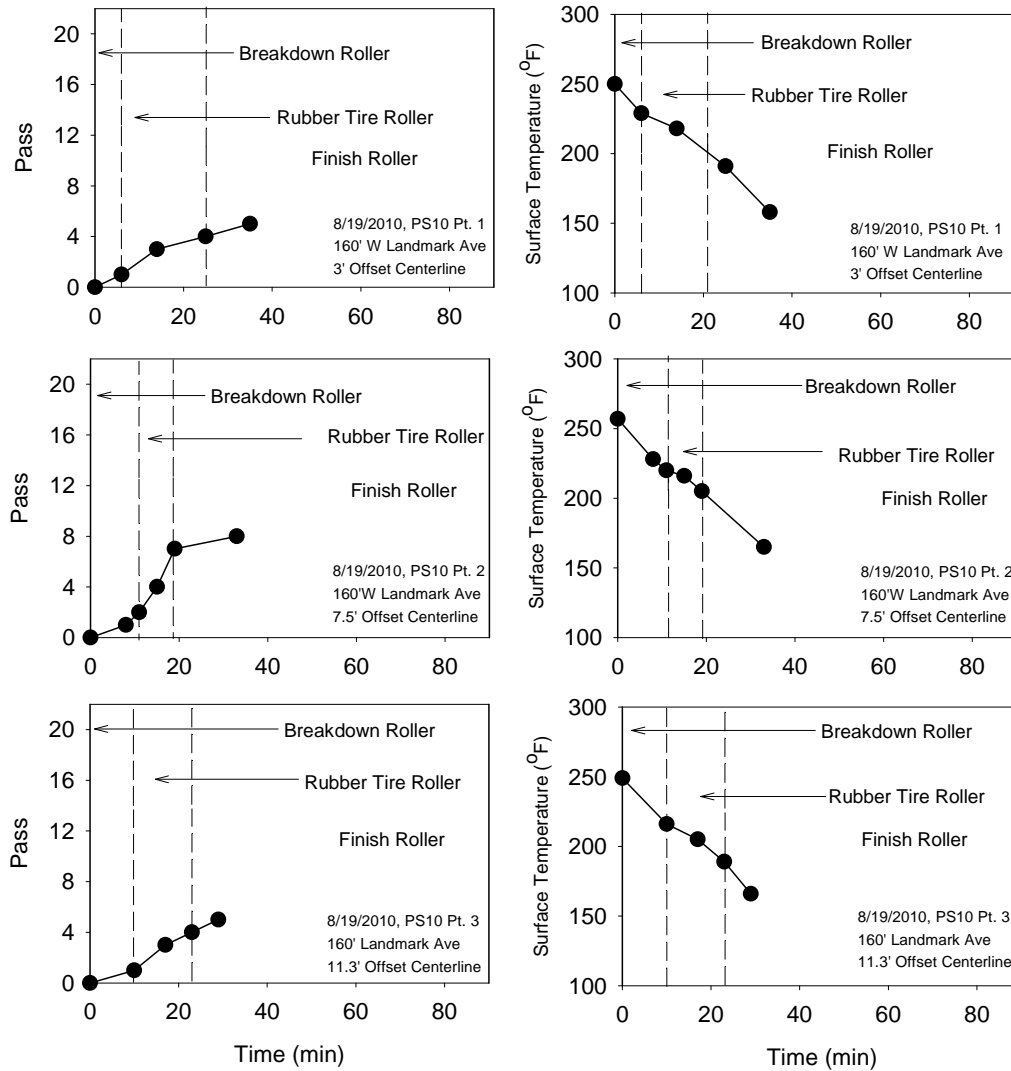 20
16
12
8
4
0
Pass
Breakdown Roller
Rubber Tire Roller
Finish Roller
8/19/2010, PS10 Pt. 1
160' W Landmark Ave
3' Offset Centerline
0 20 40 60 80
300
250
200
150
100
Surface Temperature (°F)
Breakdown Roller
Rubber Tire Roller
Finish Roller
8/19/2010, PS10 Pt. 1
160' W Landmark Ave
3' Offset Centerline
0 20 40 60 80
20
16
12
8
4
0
Pass
Breakdown Roller
Rubber Tire Roller
Finish Roller
8/19/2010, PS10 Pt. 2
160'W Landmark Ave
7.5' Offset Centerline
0 20 40 60 80
300
250
200
150
100
Surface Temperature (°F)
Breakdown Roller
Rubber Tire Roller
Finish Roller
8/19/2010, PS10 Pt. 2
160'W Landmark Ave
7.5' Offset Centerline
0 20 40 60 80
20
16
12
8
4
0
Pass
Breakdown Roller
Rubber Tire Roller
Finish Roller
8/19/2010, PS10 Pt. 3
160' Landmark Ave
11.3' Offset Centerline
0 20 40 60 80
Time (min)
300
250
200
150
100
Surface Temperature (°F)
Breakdown Roller
Rubber Tire Roller
Finish Roller
8/19/2010, PS10 Pt. 3
160' Landmark Ave
11.3' Offset Centerline
0 20 40 60 80
Time (min)